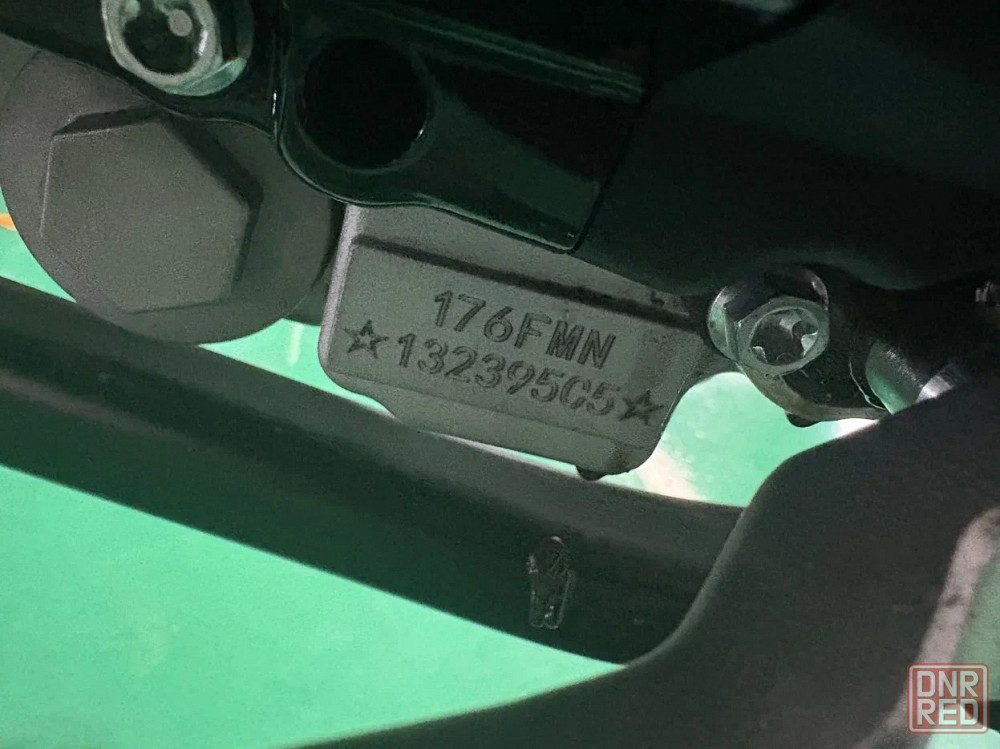 176FMN
☆132395C5☆
DNR
RED